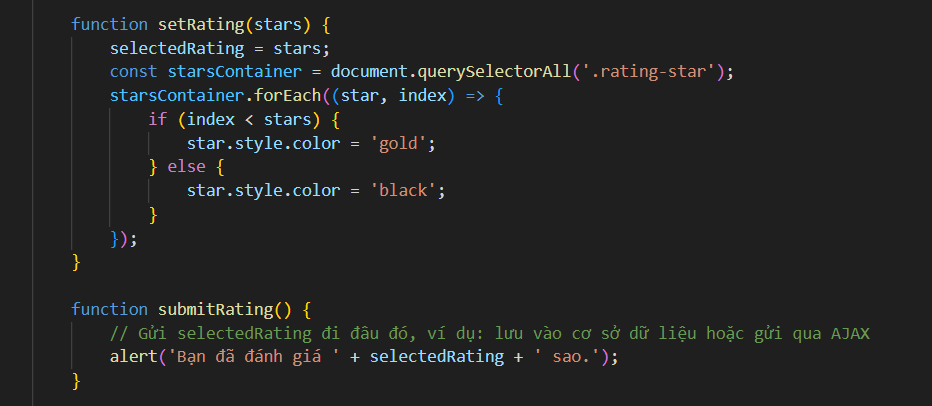 function setRating(stars) {
    selectedRating = stars;
    const starsContainer = document.querySelectorAll('.rating-star');
    starsContainer.forEach((star, index) => {
        if (index < stars) {
            star.style.color = 'gold';
        } else {
            star.style.color = 'black';
        }
    });
}

function submitRating() {
    // Gửi selectedRating đi đâu đó, ví dụ: lưu vào cơ sở dữ liệu hoặc gửi qua AJAX
    alert('Bạn đã đánh giá ' + selectedRating + ' sao.');
}